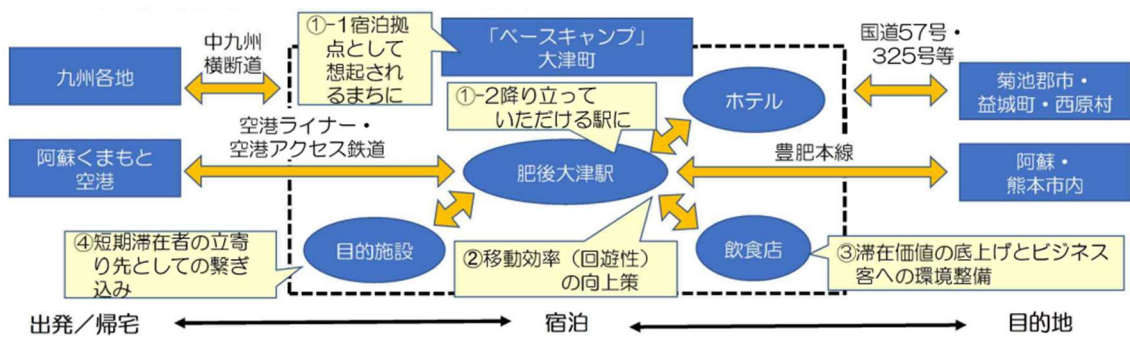 ①-1宿泊拠
点として
想起され
るまちに
「ベースキャンプ」
大津町
国道57号・
325号等
中九州
横断道
九州各地
ホテル
菊池郡市・
益城町・西原村
①-2降り立って
いただける駅に
空港ライナー・
空港アクセス鉄道
豊肥本線
阿蘇くまもと
空港
肥後大津駅
阿蘇・
熊本市内
④短期滞在者の立寄
り先としての繋ぎ
込み
目的施設
②移動効率（回遊性）
の向上策
飲食店
③滞在価値の底上げとビジネス
客への環境整備
出発／帰宅
宿泊
目的地